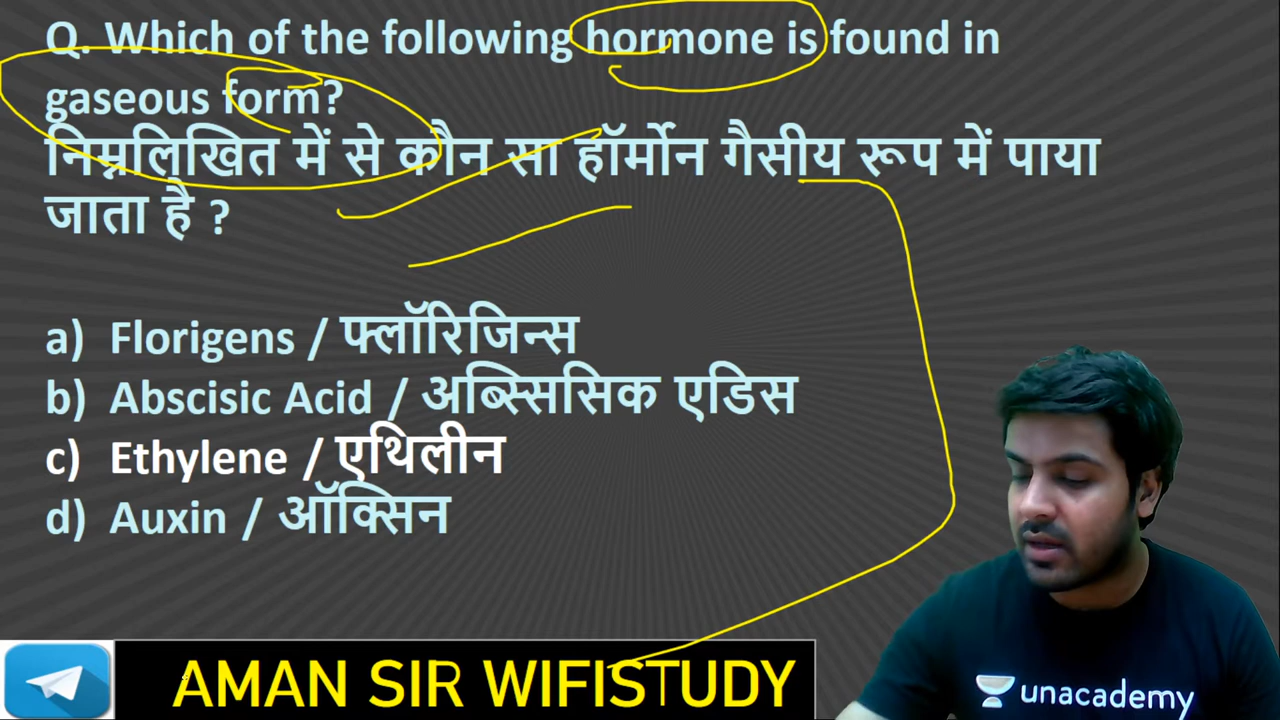 Q. Which of the following hormone is found in
gaseous form?
निम्नलिखित में से कौन सा हॉर्मोन गैसीय रूप में पाया
जाता है ?
a) Florigens / फ्लॉरिजिन्स
b) Abscisic Acid / अब्स्सिसिक एडिस
c) Ethylene / एथिलीन
d) Auxin / ऑक्सिन
AMAN SIR WIFISTUDY
unacademy